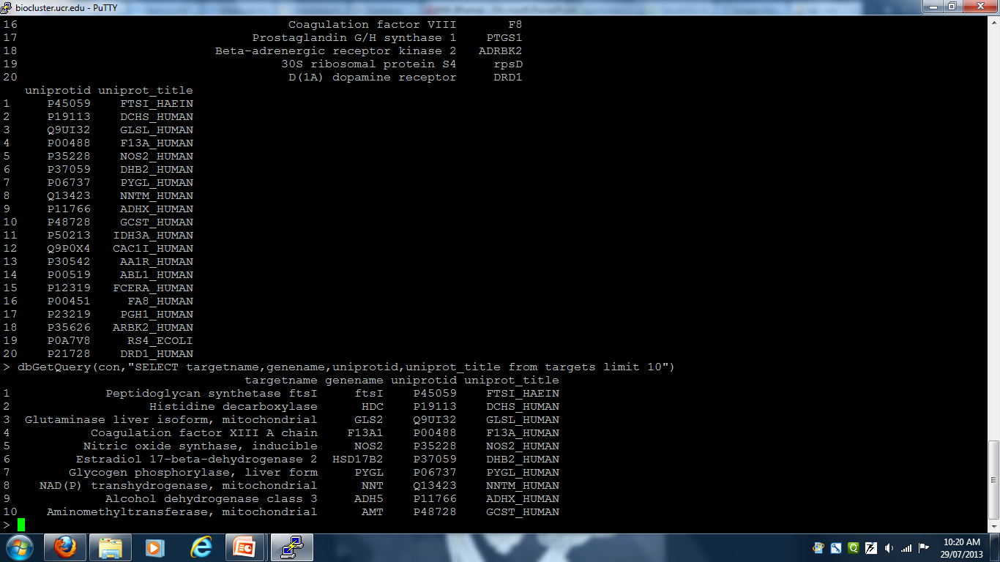 biocluster.ucr.edu - PuTTY
16 Coagulation factor VIII F8
17 Prostaglandin G/H synthase 1 PTGS1
18 Beta-adrenergic receptor kinase 2 ADRBK2
19 30S ribosomal protein S4 rpsD
20 D(1A) dopamine receptor DRD1
uniprotid uniprot_title
1 P45059 FTSI_HAEIN
2 P19113 DCHS_HUMAN
3 Q9UI32 GLSL_HUMAN
4 P00488 F13A_HUMAN
5 P35228 NOS2_HUMAN
6 P37059 DHB2_HUMAN
7 P06737 PYGL_HUMAN
8 Q13423 NNTM_HUMAN
9 P11766 ADHX_HUMAN
10 P48728 GCST_HUMAN
11 P50213 IDH3A_HUMAN
12 Q9P0X4 CAC1I_HUMAN
13 P30542 AA1R_HUMAN
14 P00519 ABL1_HUMAN
15 P12319 FCERA_HUMAN
16 P00451 FA8_HUMAN
17 P23219 PGH1_HUMAN
18 P35626 ARBK2_HUMAN
19 P0A7V8 RS4_ECOLI
20 P21728 DRD1_HUMAN
> dbGetQuery(con,"SELECT targetname,genename,uniprotid,uniprot_title from targets limit 10")
targetname genename uniprotid uniprot_title
1 Peptidoglycan synthetase ftsI ftsI P45059 FTSI_HAEIN
2 Histidine decarboxylase HDC P19113 DCHS_HUMAN
3 Glutaminase liver isoform, mitochondrial GLS2 Q9UI32 GLSL_HUMAN
4 Coagulation factor XIII A chain F13A1 P00488 F13A_HUMAN
5 Nitric oxide synthase, inducible NOS2 P35228 NOS2_HUMAN
6 Estradiol 17-beta-dehydrogenase 2 HSD17B2 P37059 DHB2_HUMAN
7 Glycogen phosphorylase, liver form PYGL P06737 PYGL_HUMAN
8 NAD(P) transhydrogenase, mitochondrial NNT Q13423 NNTM_HUMAN
9 Alcohol dehydrogenase class 3 ADH5 P11766 ADHX_HUMAN
10 Aminomethyltransferase, mitochondrial AMT P48728 GCST_HUMAN
>
10:20 AM
29/07/2013